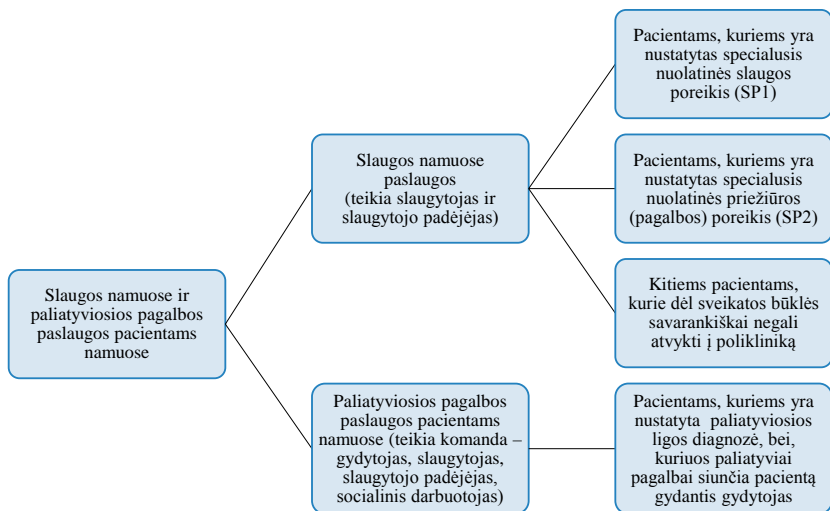 Slaugos namuose ir
paliatyviosios pagalbos
paslaugos pacientams
namuose
Slaugos namuose
paslaugos
(teikia slaugytojas ir
slaugytojo padėjėjas)
Pacientams, kuriems yra
nustatytas specialusis
nuolatinės slaugos
poreikis (SP1)
Pacientams, kuriems yra
nustatytas specialusis
nuolatinės priežiūros
(pagalbos) poreikis (SP2)
Kitiems pacientams,
kurie dėl sveikatos būklės
savarankiškai negali
atvykti į polikliniką
Paliatyviosios pagalbos
paslaugos pacientams
namuose (teikia komanda –
gydytojas, slaugytojas,
slaugytojo padėjėjas,
socialinis darbuotojas)
Pacientams, kuriems yra
nustatyta paliatyviosios
ligos diagnozė, bei,
kuriuos paliatyviai
pagalbai siunčia pacientą
gydantis gydytojas